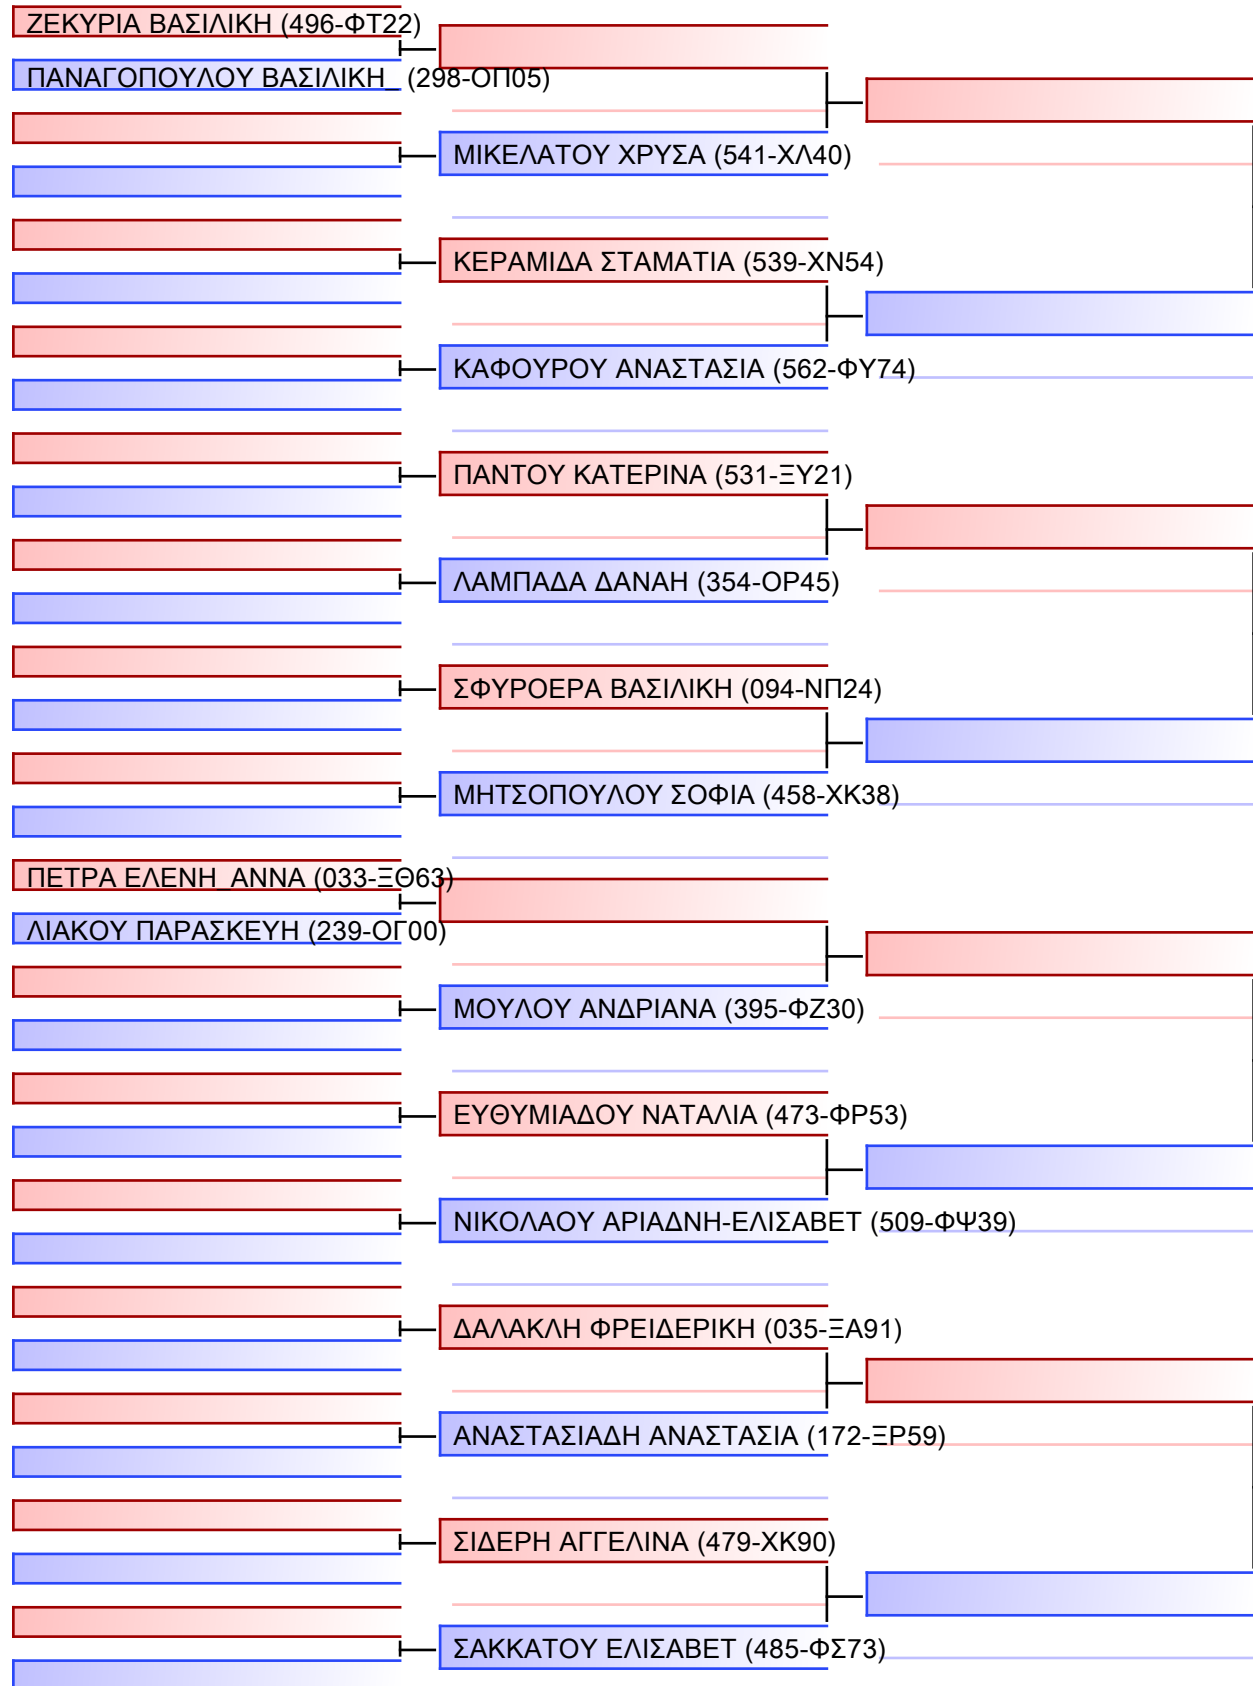 ΖΕΚΥΡΙΑ ΒΑΣΙΛΙΚΗ (496-ΦΤ22)
ΠΑΝΑΓΟΠΟΥΛΟΥ ΒΑΣΙΛΙΚΗ_ (298-ΟΠ05)
ΜΙΚΕΛΑΤΟΥ ΧΡΥΣΑ (541-ΧΛ40)
ΚΕΡΑΜΙΔΑ ΣΤΑΜΑΤΙΑ (539-ΧΝ54)
ΚΑΦΟΥΡΟΥ ΑΝΑΣΤΑΣΙΑ (562-ΦΥ74)
ΠΑΝΤΟΥ ΚΑΤΕΡΙΝΑ (531-ΞΥ21)
ΛΑΜΠΑΔΑ ΔΑΝΑΗ (354-ΟΡ45)
ΣΦΥΡΟΕΡΑ ΒΑΣΙΛΙΚΗ (094-ΝΠ24)
ΜΗΤΣΟΠΟΥΛΟΥ ΣΟΦΙΑ (458-ΧΚ38)
ΠΕΤΡΑ ΕΛΕΝΗ_ΑΝΝΑ (033-ΞΘ63)
ΛΙΑΚΟΥ ΠΑΡΑΣΚΕΥΗ (239-ΟΓ00)
ΜΟΥΛΟΥ ΑΝΔΡΙΑΝΑ (395-ΦΖ30)
ΕΥΘΥΜΙΑΔΟΥ ΝΑΤΑΛΙΑ (473-ΦΡ53)
ΝΙΚΟΛΑΟΥ ΑΡΙΑΔΝΗ-ΕΛΙΣΑΒΕΤ (509-ΦΨ39)
ΔΑΛΑΚΛΗ ΦΡΕΙΔΕΡΙΚΗ (035-ΞΑ91)
ΑΝΑΣΤΑΣΙΑΔΗ ΑΝΑΣΤΑΣΙΑ (172-ΞΡ59)
ΣΙΔΕΡΗ ΑΓΓΕΛΙΝΑ (479-ΧΚ90)
ΣΑΚΚΑΤΟΥ ΕΛΙΣΑΒΕΤ (485-ΦΣ73)